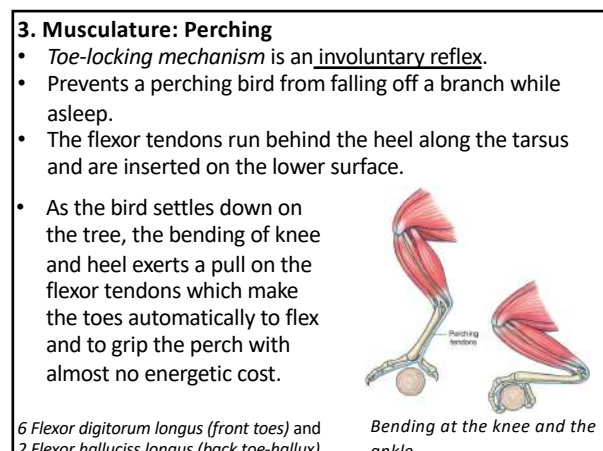 3. Musculature: Perching
• Toe-locking mechanism is an involuntary reflex.
• Prevents a perching bird from falling off a branch while
asleep.
• The flexor tendons run behind the heel along the tarsus
and are inserted on the lower surface.
• As the bird settles down on
the tree, the bending of knee
and heel exerts a pull on the
flexor tendons which make
the toes automatically to flex
and to grip the perch with
almost no energetic cost.
Perching
tendons
6 Flexor digitorum longus (front toes) and
2 Flexor halluciss longus (back toe-hallux)
Bending at the knee and the
ankle